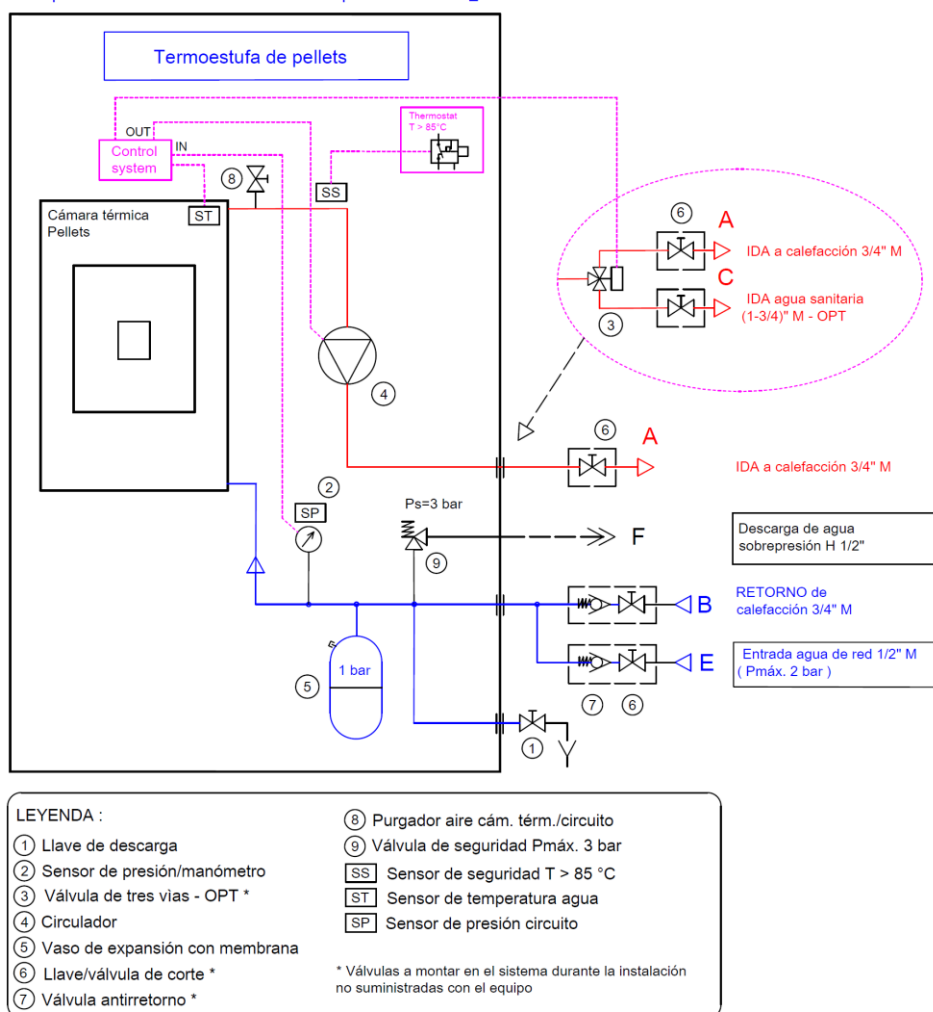 Termoestufa de pellets
Thermostat
T > 85°C
OUT
IN
Control
system
8
SS
ST
Cámara térmica
Pellets
6
A
IDA a calefacción 3/4" M
C
IDA agua sanitaria
(1-3/4)" M - OPT
3
4
6
A
IDA a calefacción 3/4" M
2
SP
Ps=3 bar
9
F
Descarga de agua
sobrepresión H 1/2"
B
RETORNO de
calefacción 3/4" M
1 bar
5
E
Entrada agua de red 1/2" M
( Pmáx. 2 bar )
7
6
1
LEYENDA :
1 Llave de descarga
2 Sensor de presión/manómetro
3 Válvula de tres vìas - OPT *
4 Circulador
5 Vaso de expansión con membrana
6 Llave/válvula de corte *
7 Válvula antirretorno *
8 Purgador aire cám. térm./circuito
9 Válvula de seguridad Pmáx. 3 bar
SS Sensor de seguridad T > 85 °C
ST Sensor de temperatura agua
SP Sensor de presión circuito
* Válvulas a montar en el sistema durante la instalación
no suministradas con el equipo